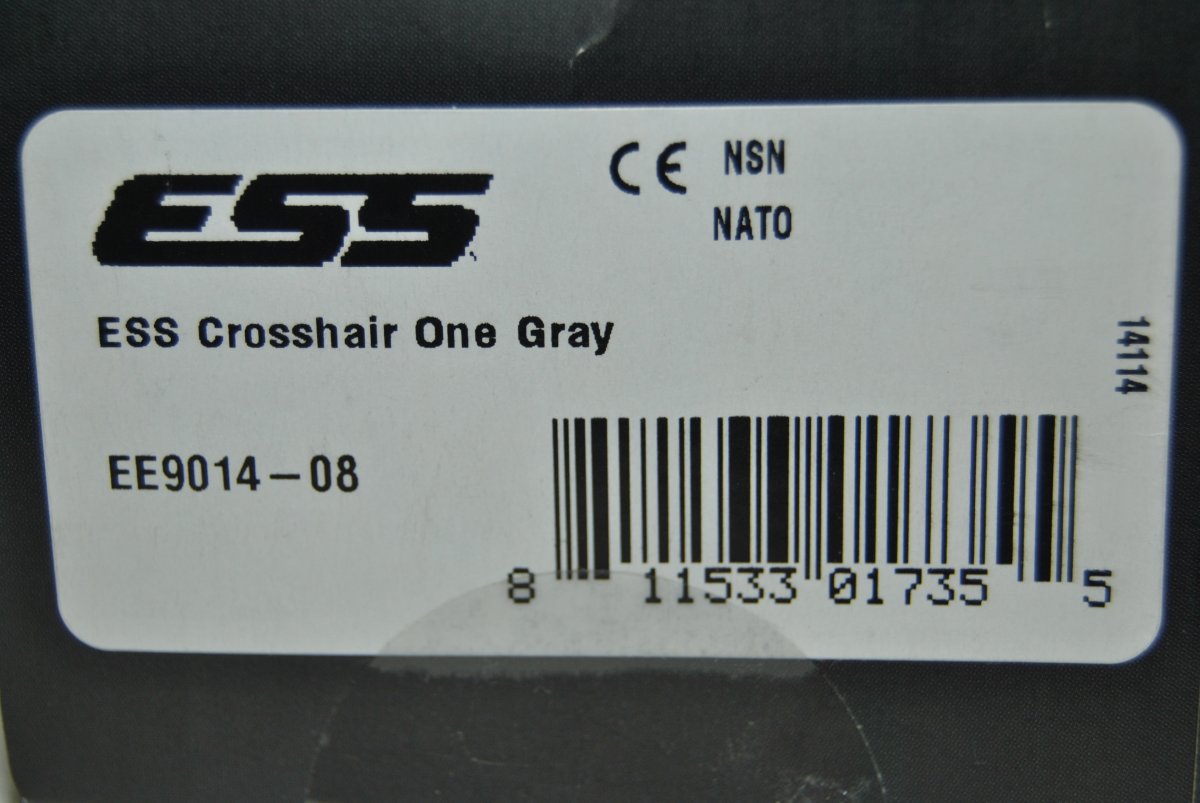 ESS
CE NSN
NATO
ESS Crosshair One Gray
14114
EE9014-08
8 11533 01735 5